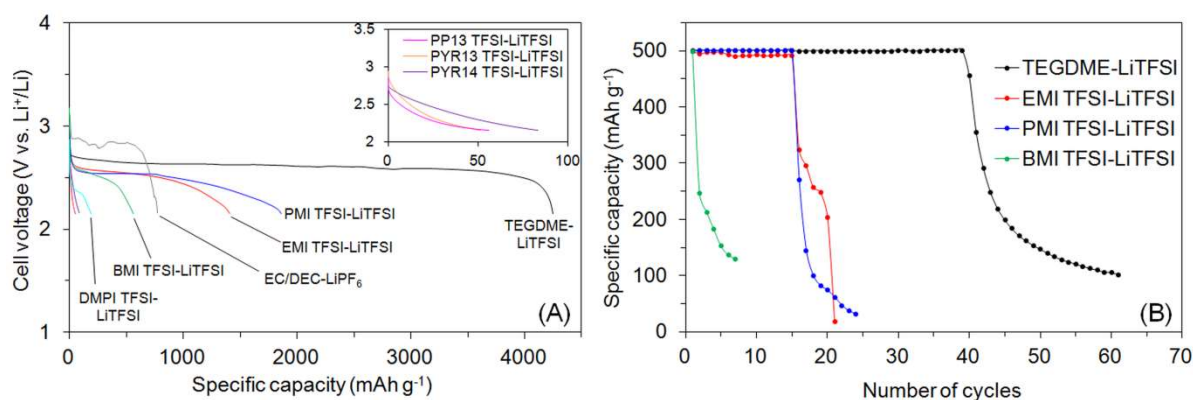 4
3
2
1
Cell voltage (V vs. Li⁺/Li)
0
1000
2000
3000
4000
Specific capacity (mAh g⁻¹)
3.5
3
2.5
2
0
50
100
PP13 TFSI-LiTFSI
PYR13 TFSI-LiTFSI
PYR14 TFSI-LiTFSI
PMI TFSI-LiTFSI
TEGDME-
LiTFSI
EMI TFSI-LiTFSI
BMI TFSI-LiTFSI
EC/DEC-LiPF₆
DMPI TFSI-
LiTFSI
(A)
500
400
300
200
100
0
Specific capacity (mAh g⁻¹)
0
10
20
30
40
50
60
70
Number of cycles
TEGDME-LiTFSI
EMI TFSI-LiTFSI
PMI TFSI-LiTFSI
BMI TFSI-LiTFSI
(B)